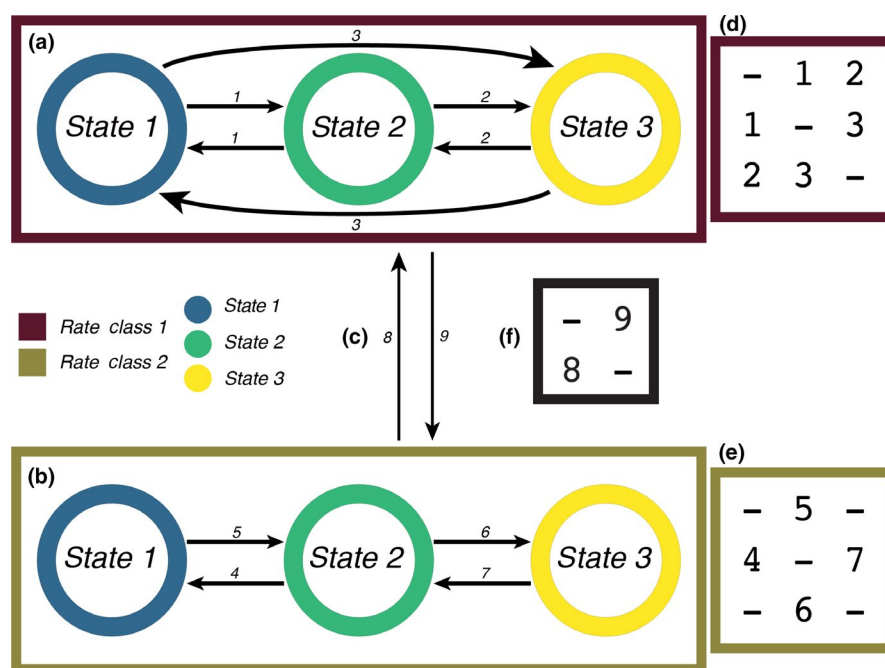 (a)
3
State 1
1
1
State 2
2
2
State 3
3
(d)
– 1 2
1 – 3
2 3 –
Rate class 1
Rate class 2
State 1
State 2
State 3
(c)
8
9
(f)
– 9
8 –
(b)
State 1
5
4
State 2
6
7
State 3
(e)
– 5 –
4 – 7
– 6 –